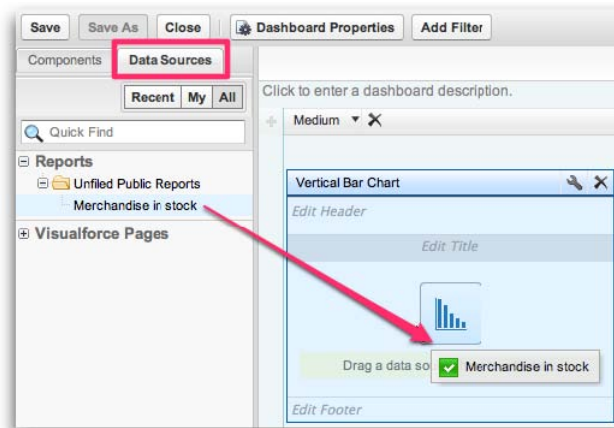 Save Save As Close Dashboard Properties Add Filter
Components Data Sources
Recent My All
Click to enter a dashboard description.
Quick Find
Medium
Reports
Unfiled Public Reports
Merchandise in stock
Visualforce Pages
Vertical Bar Chart
Edit Header
Edit Title
Drag a data
Merchandise in stock
Edit Footer